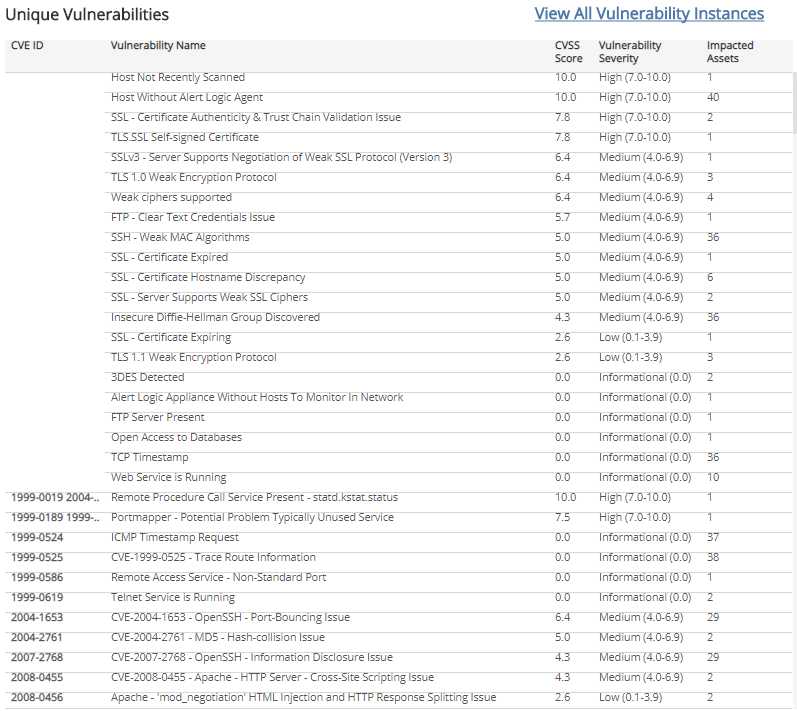 Unique Vulnerabilities View All Vulnerability Instances
CVE ID Vulnerability Name CVSS Score Vulnerability Severity Impacted Assets
Host Not Recently Scanned 10.0 High (7.0-10.0) 1
Host Without Alert Logic Agent 10.0 High (7.0-10.0) 40
SSL - Certificate Authenticity & Trust Chain Validation Issue 7.8 High (7.0-10.0) 2
TLS.SSL Self-signed Certificate 7.8 High (7.0-10.0) 1
SSLv3 - Server Supports Negotiation of Weak SSL Protocol (Version 3) 6.4 Medium (4.0-6.9) 1
TLS 1.0 Weak Encryption Protocol 6.4 Medium (4.0-6.9) 3
Weak ciphers supported 6.4 Medium (4.0-6.9) 4
FTP - Clear Text Credentials Issue 5.7 Medium (4.0-6.9) 1
SSH - Weak MAC Algorithms 5.0 Medium (4.0-6.9) 36
SSL - Certificate Expired 5.0 Medium (4.0-6.9) 1
SSL - Certificate Hostname Discrepancy 5.0 Medium (4.0-6.9) 6
SSL - Server Supports Weak SSL Ciphers 5.0 Medium (4.0-6.9) 2
Insecure Diffie-Hellman Group Discovered 4.3 Medium (4.0-6.9) 36
SSL - Certificate Expiring 2.6 Low (0.1-3.9) 1
TLS 1.1 Weak Encryption Protocol 2.6 Low (0.1-3.9) 3
3DES Detected 0.0 Informational (0.0) 2
Alert Logic Appliance Without Hosts To Monitor In Network 0.0 Informational (0.0) 1
FTP Server Present 0.0 Informational (0.0) 1
Open Access to Databases 0.0 Informational (0.0) 1
TCP Timestamp 0.0 Informational (0.0) 36
Web Service is Running 0.0 Informational (0.0) 10
1999-0019 2004-.. Remote Procedure Call Service Present - statd.kstat.status 10.0 High (7.0-10.0) 1
1999-0189 1999-.. Portmapper - Potential Problem Typically Unused Service 7.5 High (7.0-10.0) 1
1999-0524 ICMP Timestamp Request 0.0 Informational (0.0) 37
1999-0525 CVE-1999-0525 - Trace Route Information 0.0 Informational (0.0) 38
1999-0586 Remote Access Service - Non-Standard Port 0.0 Informational (0.0) 1
1999-0619 Telnet Service is Running 0.0 Informational (0.0) 2
2004-1653 CVE-2004-1653 - OpenSSH - Port-Bouncing Issue 6.4 Medium (4.0-6.9) 29
2004-2761 CVE-2004-2761 - MD5 - Hash-collision Issue 5.0 Medium (4.0-6.9) 2
2007-2768 CVE-2007-2768 - OpenSSH - Information Disclosure Issue 4.3 Medium (4.0-6.9) 29
2008-0455 CVE-2008-0455 - Apache - HTTP Server - Cross-Site Scripting Issue 4.3 Medium (4.0-6.9) 2
2008-0456 Apache - 'mod_negotiation' HTML Injection and HTTP Response Splitting Issue 2.6 Low (0.1-3.9) 2